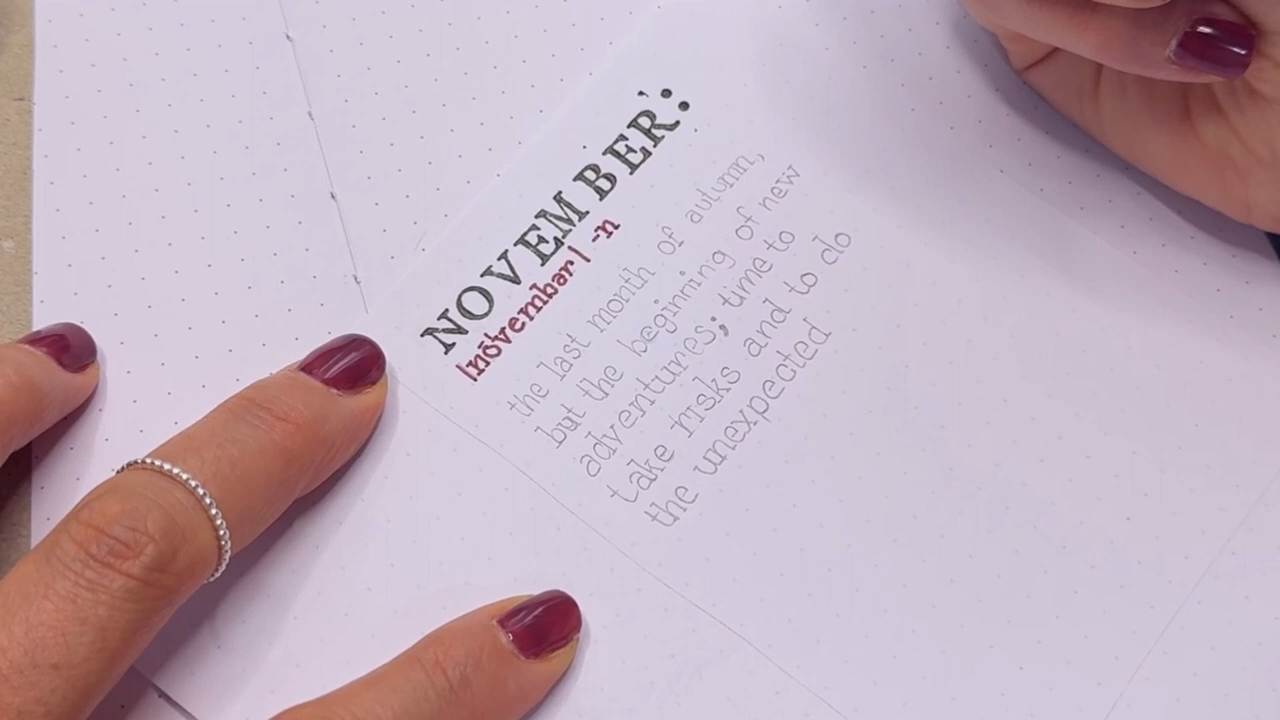 NOVEMBER:
|nōvembar| -n
the last month of autumn,
but the beginning of new
adventures; time to
take risks and to do
the unexpected